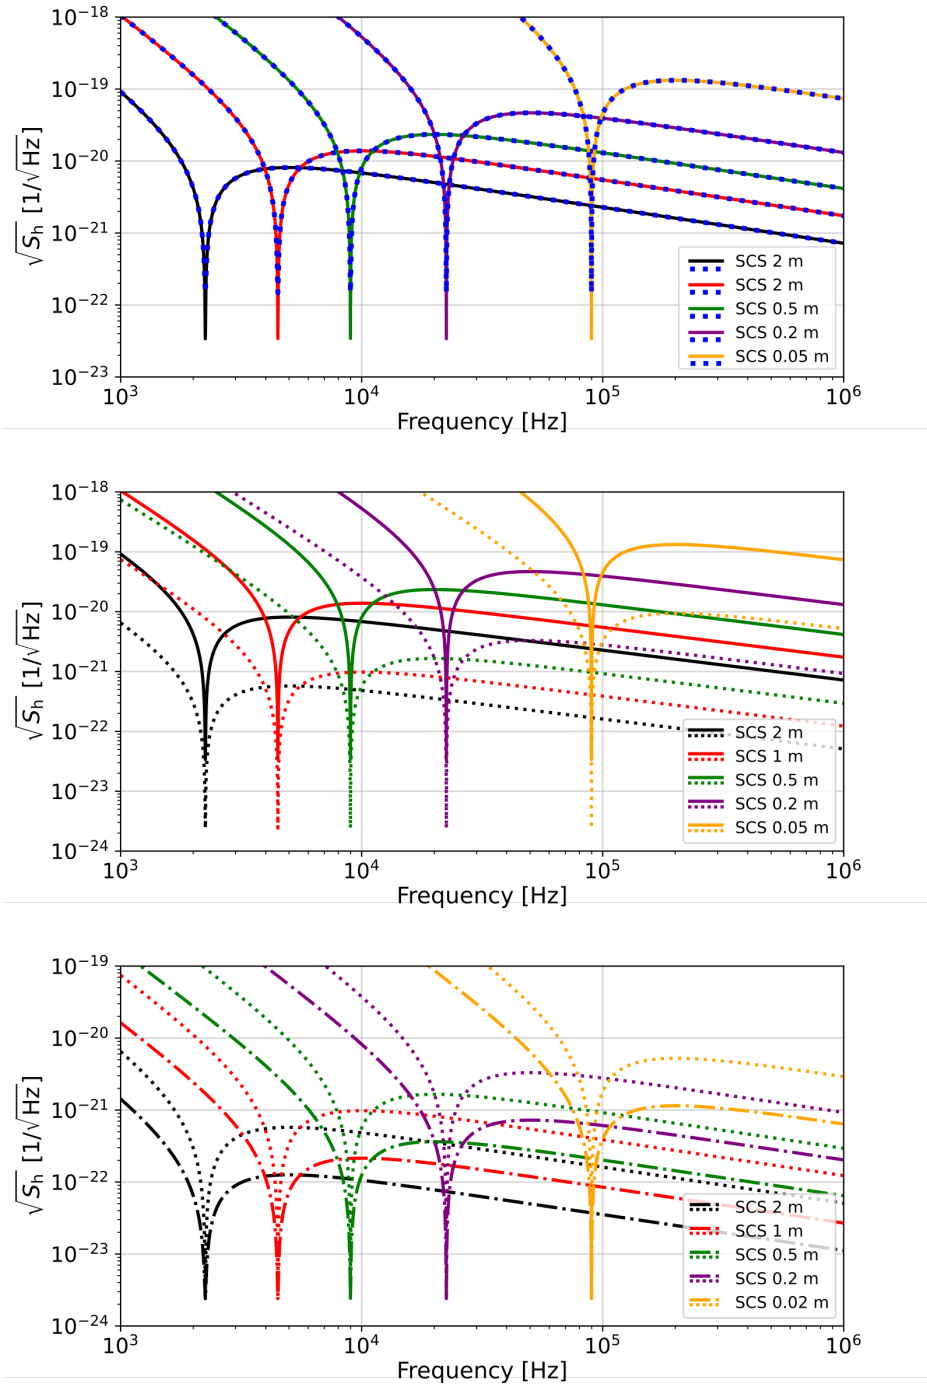 10⁻¹⁸
10⁻¹⁹
10⁻²⁰
10⁻²¹
10⁻²²
10⁻²³
√S_h [1/√Hz]
SCS 2 m
SCS 2 m
SCS 0.5 m
SCS 0.2 m
SCS 0.05 m
10³ 10⁴ 10⁵ 10⁶
Frequency [Hz]
10⁻¹⁸
10⁻¹⁹
10⁻²⁰
10⁻²¹
10⁻²²
10⁻²³
10⁻²⁴
√S_h [1/√Hz]
SCS 2 m
SCS 1 m
SCS 0.5 m
SCS 0.2 m
SCS 0.05 m
10³ 10⁴ 10⁵ 10⁶
Frequency [Hz]
10⁻¹⁹
10⁻²⁰
10⁻²¹
10⁻²²
10⁻²³
10⁻²⁴
√S_h [1/√Hz]
SCS 2 m
SCS 1 m
SCS 0.5 m
SCS 0.2 m
SCS 0.02 m
10³ 10⁴ 10⁵ 10⁶
Frequency [Hz]